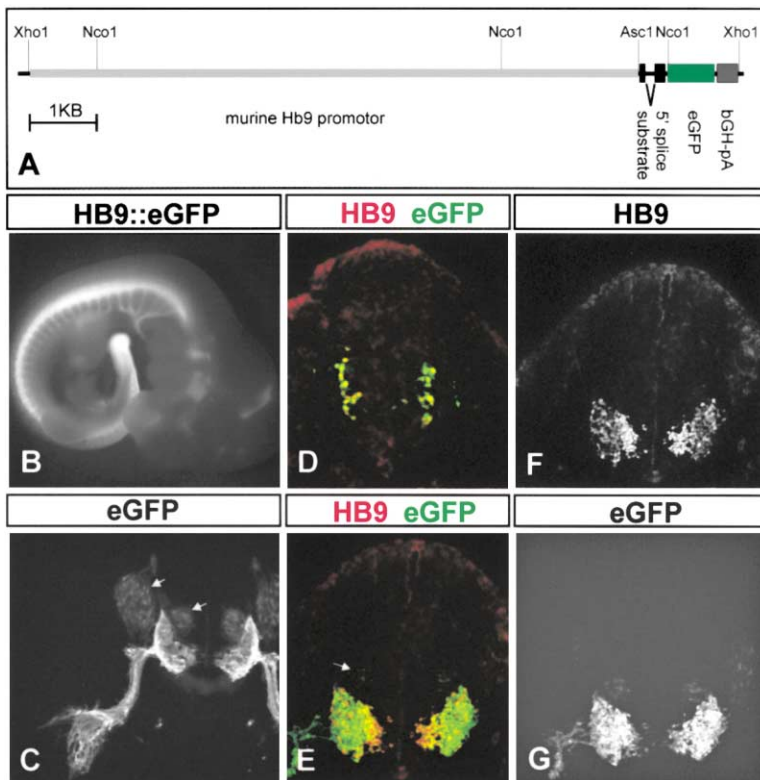 Xho1 Nco1 Nco1 Asc1 Nco1 Xho1
1KB
murine Hb9 promotor
substrate
5' splice
eGFP
bGH-pA
A
HB9::eGFP
HB9 eGFP
HB9
B
D
F
eGFP
HB9 eGFP
eGFP
C
E
G